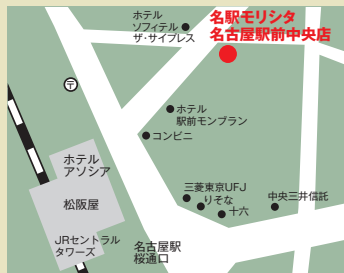 ホテル
ソフィテル
ザ・サイプレス
名駅モリシタ
名古屋駅前中央店
〒
ホテル
駅前モンブラン
コンビニ
ホテル
アソシア
松阪屋
三菱東京UFJ
りそな
十六
中央三井信託
JRセントラル
タワーズ
名古屋駅
桜通口